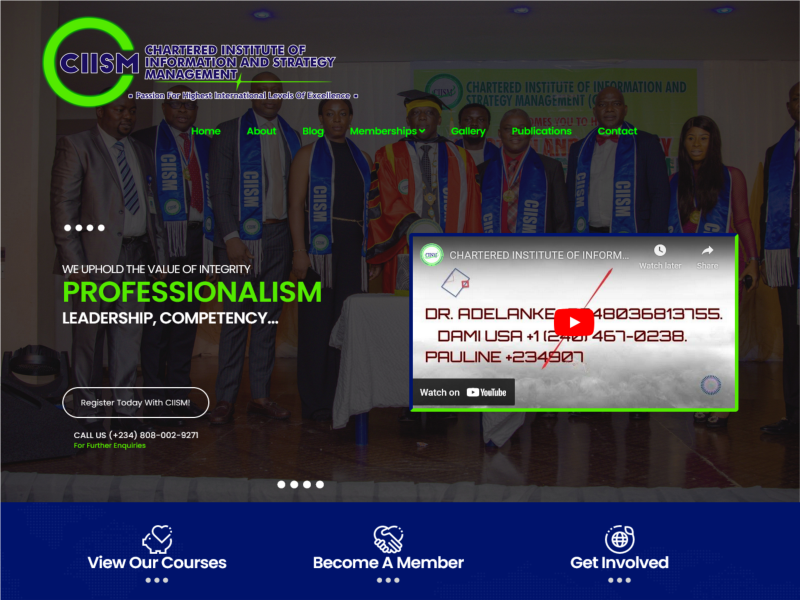 CIISM
CHARTERED INSTITUTE OF
INFORMATION AND STRATEGY
MANAGEMENT
Passion For Highest International Levels Of Excellence
CHARTERED INSTITUTE OF INFORMATION AND
STRATEGY MANAGEMENT
Home About Blog Memberships Gallery Publications Contact
CIISM
CIISM
CIISM
CIISM
CIISM
WE UPHOLD THE VALUE OF INTEGRITY
PROFESSIONALISM
LEADERSHIP, COMPETENCY...
CHARTERED INSTITUTE OF INFORM...
Watch later
Share
DR. ADELANKE 48036813755.
DAMI USA +1 (240) 467-0238.
PAULINE +234907
Watch on YouTube
Register Today With CIISM!
CALL US (+234) 808-002-9271
For Further Enquiries
View Our Courses
Become A Member
Get Involved